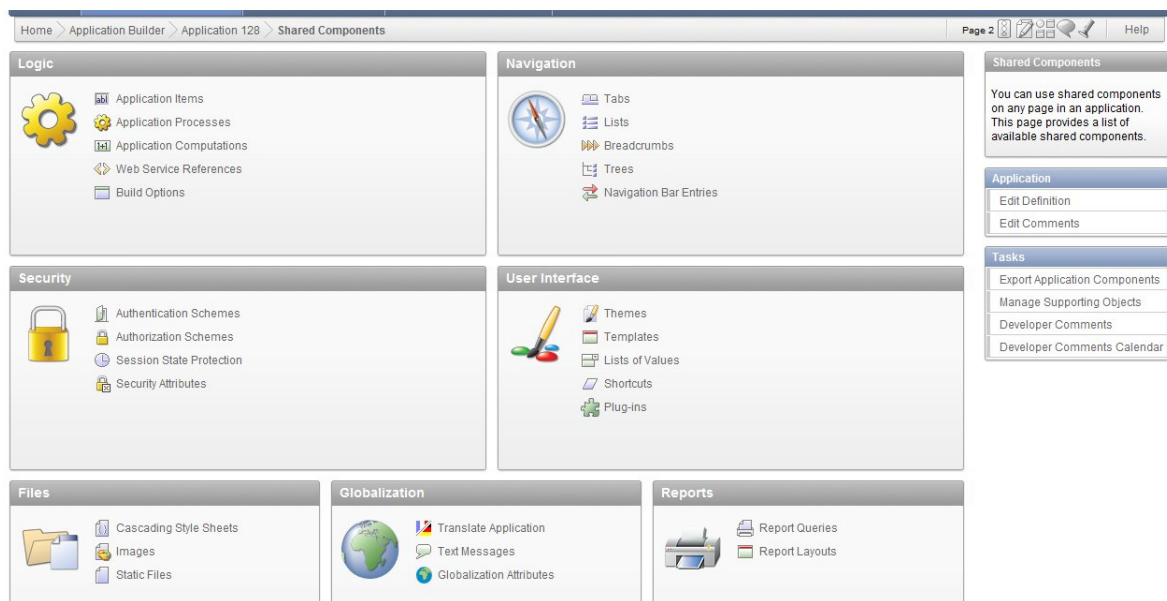 Home Application Builder Application 128 Shared Components
Page 2 Help
Logic
Application Items
Application Processes
Application Computations
Web Service References
Build Options
Navigation
Tabs
Lists
Breadcrumbs
Trees
Navigation Bar Entries
Shared Components
You can use shared components
on any page in an application.
This page provides a list of
available shared components.
Application
Edit Definition
Edit Comments
Tasks
Export Application Components
Manage Supporting Objects
Developer Comments
Developer Comments Calendar
Security
Authentication Schemes
Authorization Schemes
Session State Protection
Security Attributes
User Interface
Themes
Templates
Lists of Values
Shortcuts
Plug-ins
Files
Cascading Style Sheets
Images
Static Files
Globalization
Translate Application
Text Messages
Globalization Attributes
Reports
Report Queries
Report Layouts